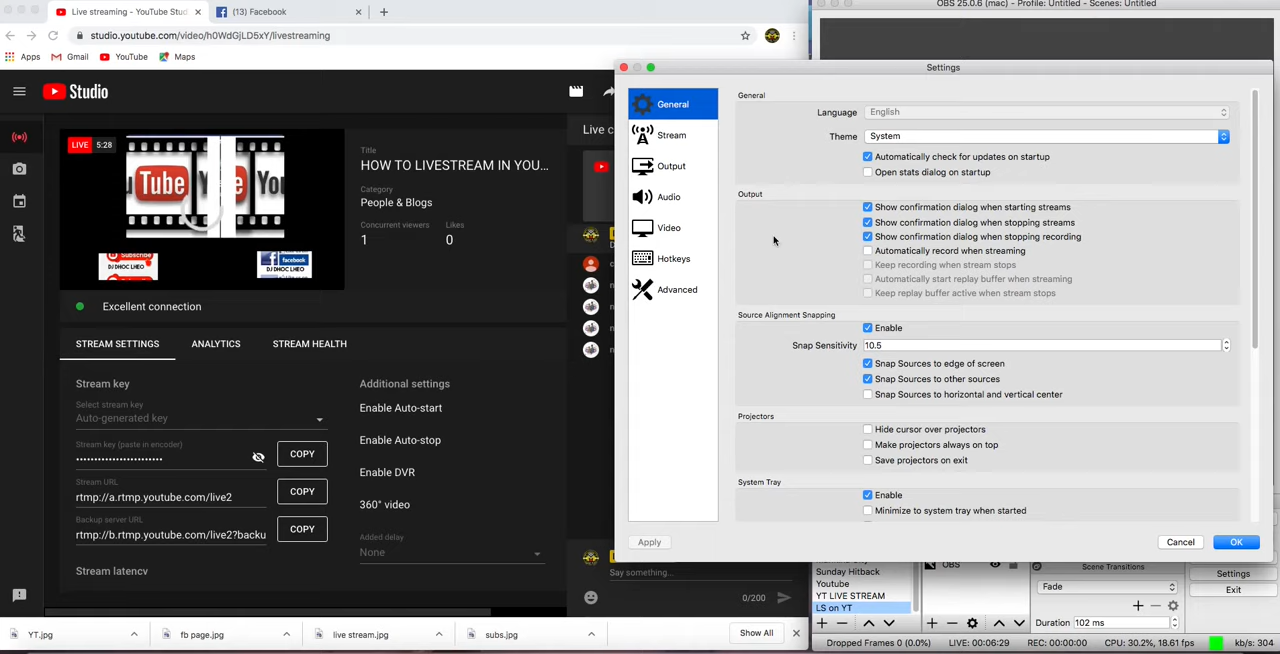 Live streaming - YouTube Stud
(13) Facebook
studio.youtube.com/video/h0WdGjLD5xY/livestreaming
Apps
Gmail
YouTube
Maps
Studio
LIVE 5:28
Tube
Yo
You
Subscribe
DJ DHOC LHEO
facebook
DJ DHOC LHEO
Title
HOW TO LIVESTREAM IN YOU...
Category
People & Blogs
Concurrent viewers
Likes
1
0
Live c
Excellent connection
STREAM SETTINGS
ANALYTICS
STREAM HEALTH
Stream key
Select stream key
Auto-generated key
Stream key (paste in encoder)
COPY
Stream URL
rtmp://a.rtmp.youtube.com/live2
COPY
Backup server URL
rtmp://b.rtmp.youtube.com/live2?backu
COPY
Stream latency
Additional settings
Enable Auto-start
Enable Auto-stop
Enable DVR
360° video
Added delay
None
Say something...
0/200
YT.jpg
fb page.jpg
live stream.jpg
subs.jpg
Show All
OBS 25.0.6 (mac) - Profile: Untitled - Scenes: Untitled
Settings
General
Stream
Output
Audio
Video
Hotkeys
Advanced
General
Language English
Theme System
Automatically check for updates on startup
Open stats dialog on startup
Output
Show confirmation dialog when starting streams
Show confirmation dialog when stopping streams
Show confirmation dialog when stopping recording
Automatically record when streaming
Keep recording when stream stops
Automatically start replay buffer when streaming
Keep replay buffer active when stream stops
Source Alignment Snapping
Enable
Snap Sensitivity 10.5
Snap Sources to edge of screen
Snap Sources to other sources
Snap Sources to horizontal and vertical center
Projectors
Hide cursor over projectors
Make projectors always on top
Save projectors on exit
System Tray
Enable
Minimize to system tray when started
Apply
Cancel
OK
Sunday Hitback
Youtube
YT LIVE STREAM
LS on YT
OBS
Scene Transitions
Fade
Duration 102 ms
Settings
Exit
Dropped Frames 0 (0.0%)
LIVE: 00:06:29
REC: 00:00:00
CPU: 30.2%, 18.61 fps
kb/s: 304